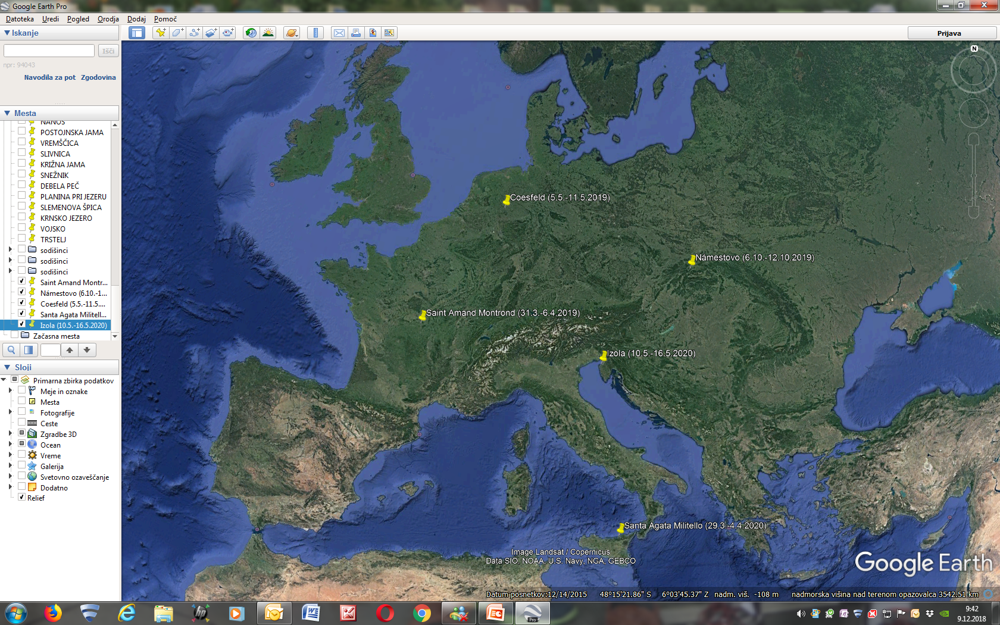 Google Earth Pro
Datoteka Uredi Pogled Orodja Dodaj Pomoč
Iskanje
Prijava
Išči
npr: 94043
Navodila za pot Zgodovina
Mesta
NANOS
POSTOJNSKA JAMA
VREMŠČICA
SLIVNICA
KRIŽNA JAMA
SNEŽNIK
DEBELA PEČ
PLANINA PRI JEZERU
SLEMENOVA ŠPICA
KRNSKO JEZERO
VOJSKO
TRSTELJ
sodišinci
sodišinci
sodišinci
Saint Amand Montr...
Námestovo (6.10.-1...
Coesfeld (5.5.-11.5....
Santa Agata Militell...
Izola (10.5.-16.5.2020)
Začasna mesta
Sloji
Primarna zbirka podatkov
Meje in oznake
Mesta
Fotografije
Ceste
Zgradbe 3D
Ocean
Vreme
Galerija
Svetovno ozaveščanje
Dodatno
Relief
N
Coesfeld (5.5.-11.5.2019)
Námestovo (6.10.-12.10.2019)
Saint Amand Montrond (31.3.-6.4.2019)
Izola (10.5.-16.5.2020)
Santa Agata Militello (29.3.-4.4.2020)
Image Landsat / Copernicus
Data SIO, NOAA, U.S. Navy, NGA, GEBCO
Google Earth
Datum posnetkov:12/14/2015 48°15'21.86" S 6°03'45.37" Z nadm. viš. -108 m nadmorska višina nad terenom opazovalca 3542.51 km
Pro
9:42
9.12.2018